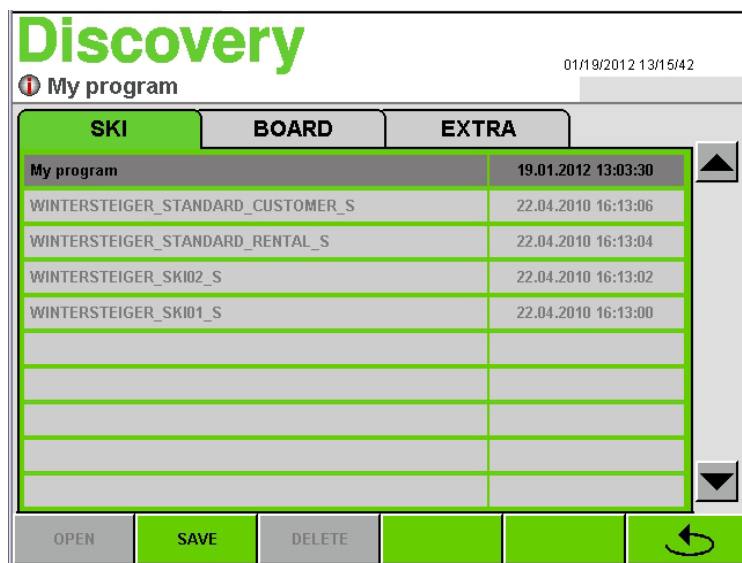 Discovery
01/19/2012 13/15/42
My program
SKI BOARD EXTRA
My program 19.01.2012 13:03:30
WINTERSTEIGER_STANDARD_CUSTOMER_S 22.04.2010 16:13:06
WINTERSTEIGER_STANDARD_RENTAL_S 22.04.2010 16:13:04
WINTERSTEIGER_SKI02_S 22.04.2010 16:13:02
WINTERSTEIGER_SKI01_S 22.04.2010 16:13:00
OPEN SAVE DELETE